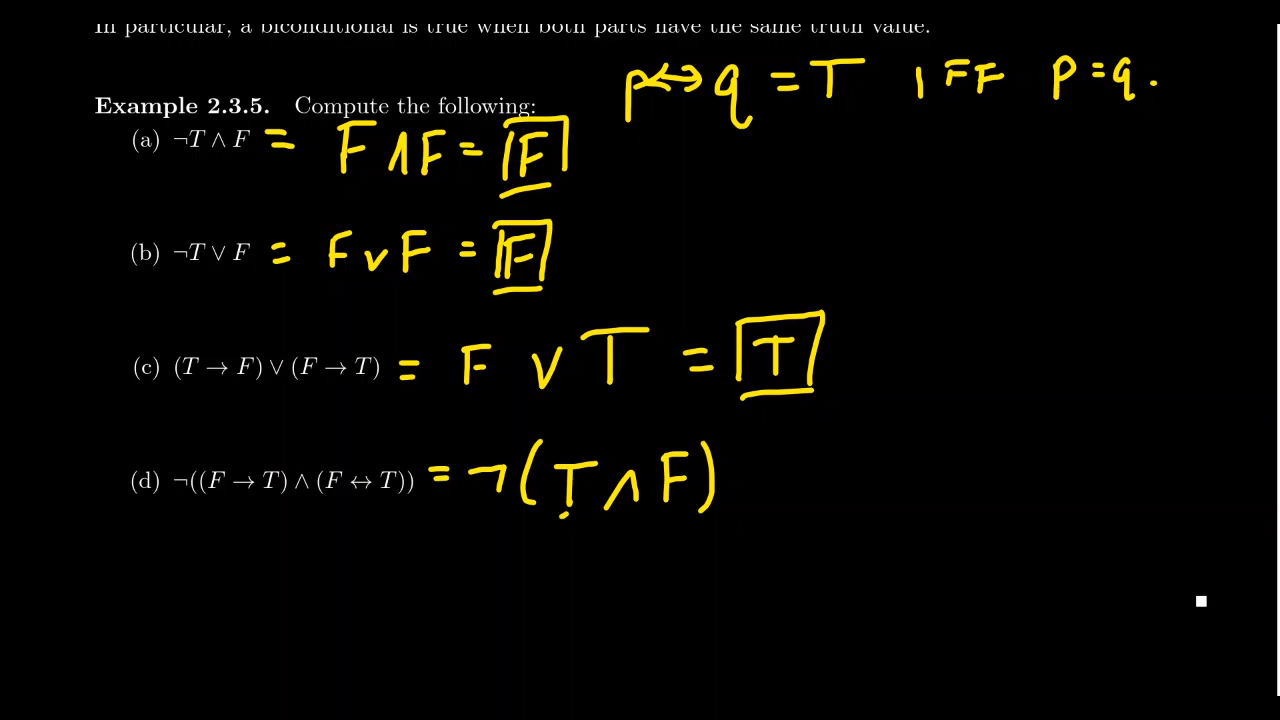 In particular, a biconditional is true when both parts have the same truth value.
p ↔ q = T IFF p = q.
Example 2.3.5. Compute the following:
(a) ¬T ∧ F = F ∧ F = F
(b) ¬T ∨ F = F ∨ F = F
(c) (T → F) ∨ (F → T) = F ∨ T = T
(d) ¬((F → T) ∧ (F ↔ T)) = ¬(T ∧ F)